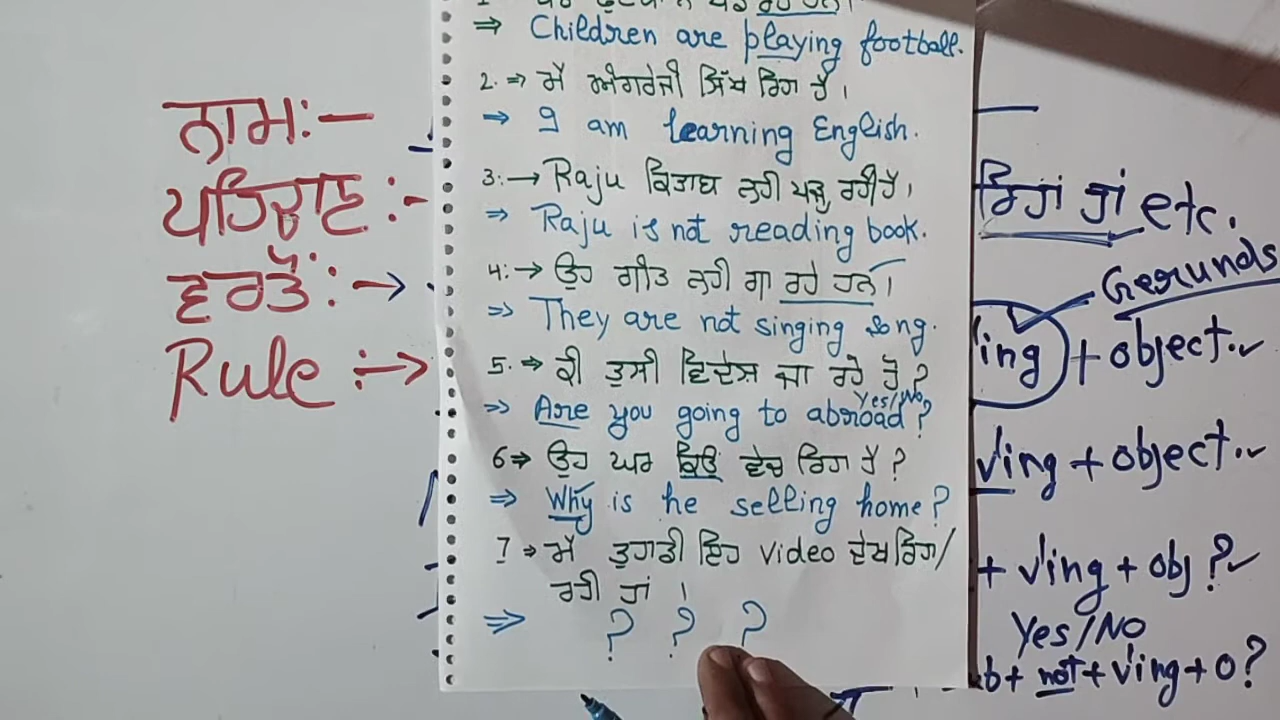 ⇒ Children are playing football.
2. → ਮੈਂ ਅੰਗਰੇਜੀ ਸਿੱਖ ਰਿਹਾ ਹੈ।
⇒ I am learning English.
3:→ Raju ਕਿਤਾਬ ਨਹੀ ਪੜ੍ਹ ਰਹੀ ਹੈ।
⇒ Raju is not reading book.
4:→ ਉਹ ਗੀਤ ਨਹੀ ਗਾ ਰਹੇ ਹਨ।
⇒ They are not singing song.
5.→ ਕੀ ਤੁਸੀ ਵਿਦੇਸ਼ ਜਾ ਰਹੇ ਹੋ?
Yes/No
⇒ Are you going to abroad?
6⇒ ਉਹ ਘਰ ਕਿਉਂ ਵੇਚ ਰਿਹਾ ਹੈ?
⇒ Why is he selling home?
7 ⇒ ਮੈਂ ਤੁਹਾਡੀ ਇਹ Video ਦੇਖ ਰਿਹਾ/
ਰਹੀ ਹਾਂ ।
⇒ ? ? ?
ਨਾਮ:-
ਪਹਿਚਾਣ:-
ਵਰਤੋਂ:-→
Rule:-→
ਰਿਹਾਂ ਹਾਂ etc.
Gerunds
ing + object.
Ving + object.
+ Ving + obj ?
Yes/No
+ not + Ving + O?